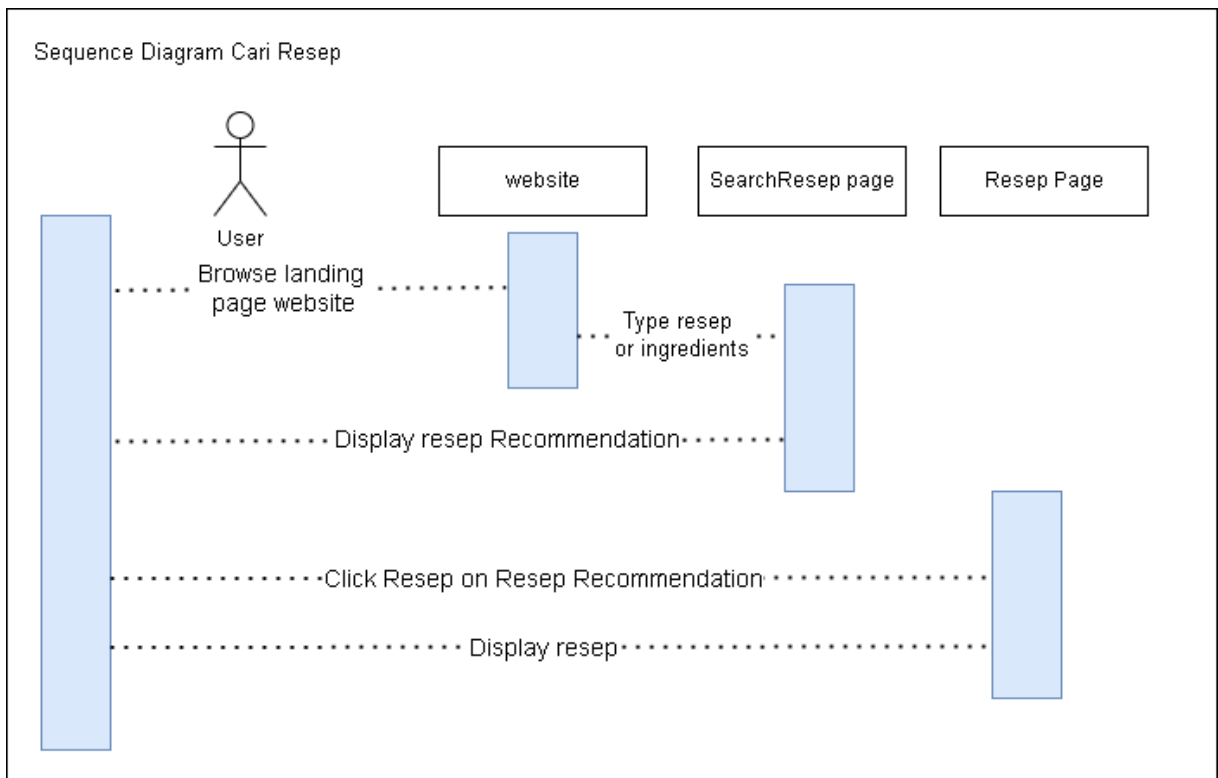 Sequence Diagram Cari Resep
website
SearchResep page
Resep Page
User
Browse landing
page website
Type resep
or ingredients
Display resep Recommendation
Click Resep on Resep Recommendation
Display resep